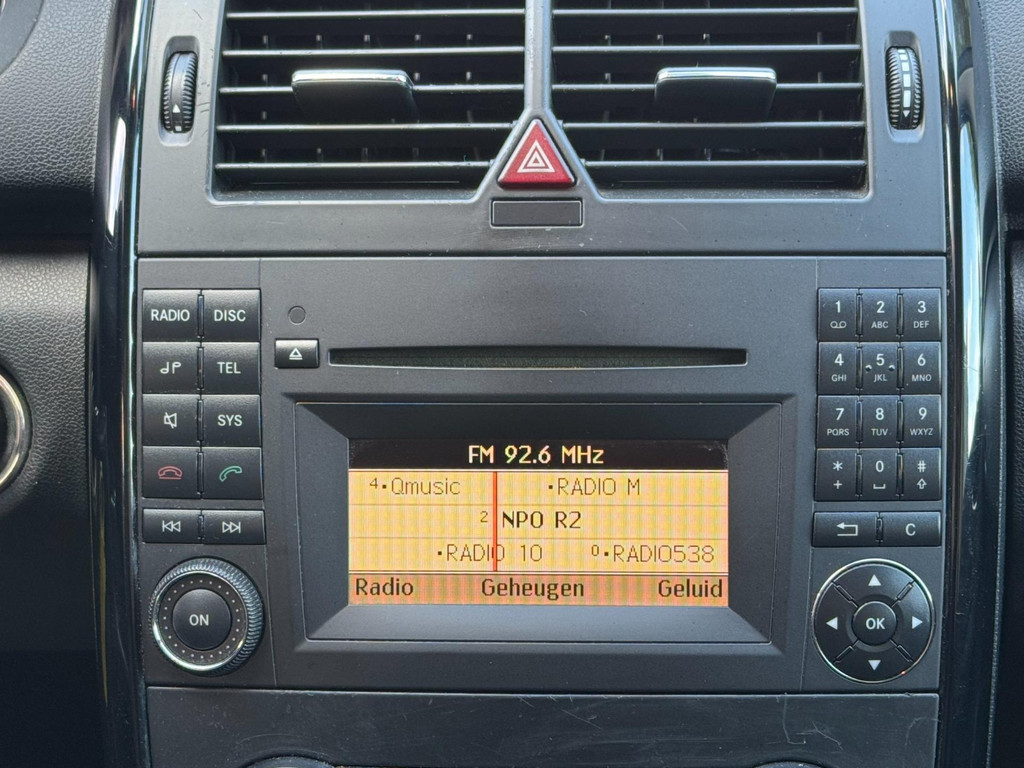 RADIO DISC
TEL
SYS
ON
FM 92.6 MHz
4•Qmusic •RADIO M
2 NPO R2
•RADIO 10 0•RADIO538
Radio Geheugen Geluid
1 2 3
ABC DEF
4 5 6
GHI JKL MNO
7 8 9
PQRS TUV WXYZ
* 0 #
+
C
OK